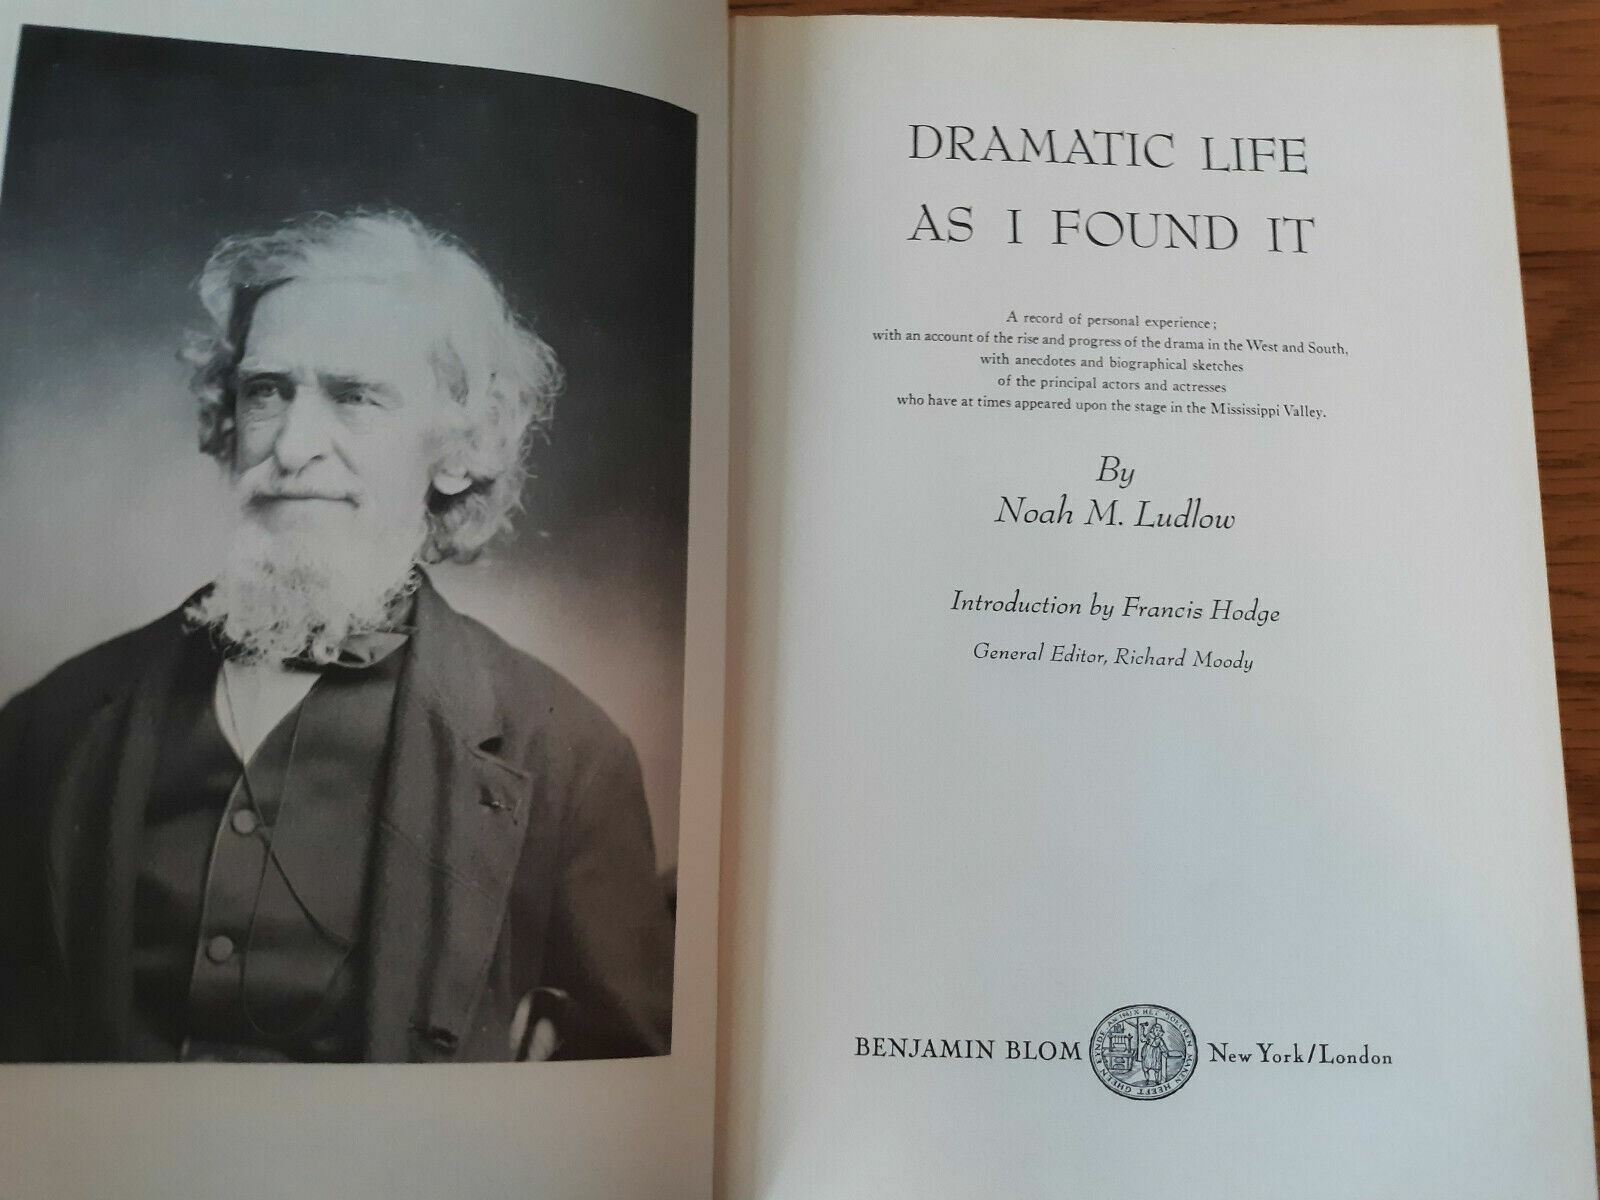 DRAMATIC LIFE
AS I FOUND IT
A record of personal experience;
with an account of the rise and progress of the drama in the West and South,
with anecdotes and biographical sketches
of the principal actors and actresses
who have at times appeared upon the stage in the Mississippi Valley.
By
Noah M. Ludlow
Introduction by Francis Hodge
General Editor, Richard Moody
BENJAMIN BLOM
New York/London